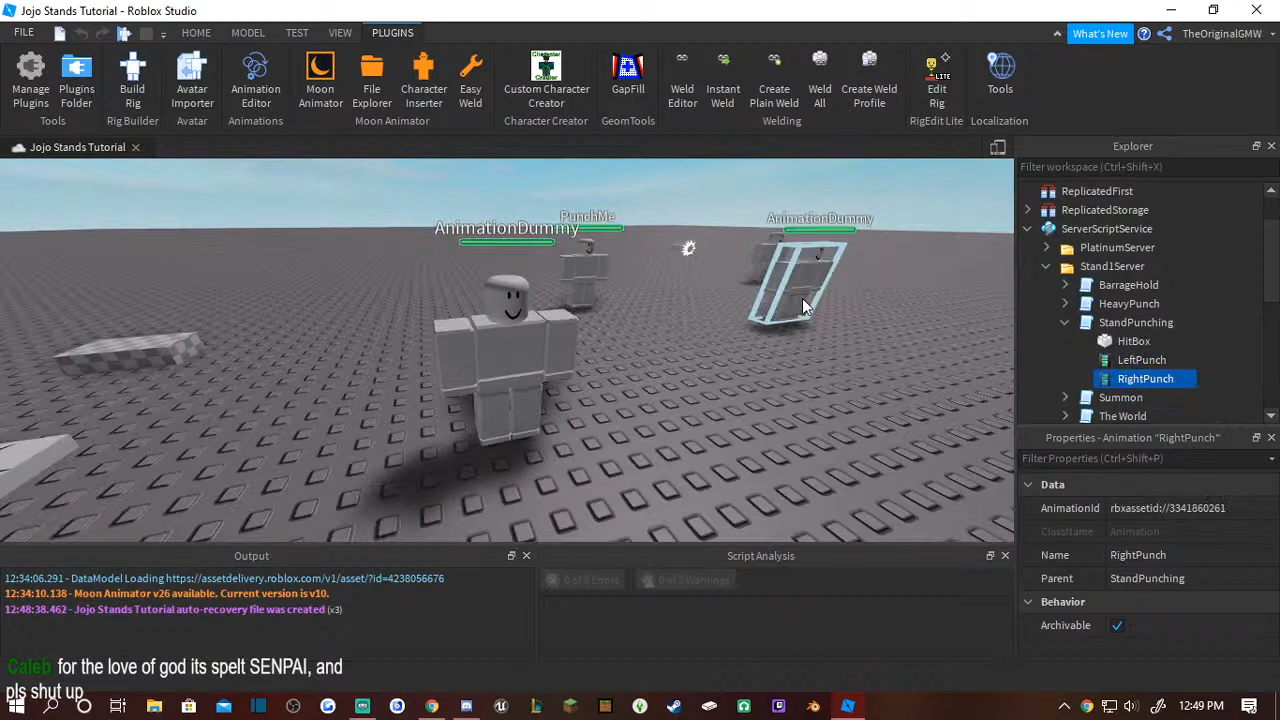 Jojo Stands Tutorial - Roblox Studio
FILE HOME MODEL TEST VIEW PLUGINS What's New TheOriginalGMW
Manage Plugins Plugins Folder Build Rig Avatar Importer Animation Editor Moon Animator File Explorer Character Inserter Easy Weld Custom Character Creator GapFill Weld Editor Instant Weld Create Plain Weld Weld All Create Weld Profile Edit Rig Tools
Tools Rig Builder Avatar Animations Moon Animator Character Creator GeomTools Welding RigEdit Lite Localization
Jojo Stands Tutorial
Explorer
Filter workspace (Ctrl+Shift+X)
ReplicatedFirst
ReplicatedStorage
ServerScriptService
PlatinumServer
Stand1Server
BarrageHold
HeavyPunch
StandPunching
HitBox
LeftPunch
RightPunch
Summon
The World
AnimationDummy
PunchMe
AnimationDummy
Properties - Animation "RightPunch"
Filter Properties (Ctrl+Shift+P)
Data
AnimationId rbxassetid://3341860261
ClassName Animation
Name RightPunch
Parent StandPunching
Behavior
Archivable
Output
12:34:06.291 - DataModel Loading https://assetdelivery.roblox.com/v1/asset/?id=4238056676
12:34:10.138 - Moon Animator v26 available. Current version is v10.
12:48:38.462 - Jojo Stands Tutorial auto-recovery file was created (x3)
Script Analysis
0 of 0 Errors 0 of 0 Warnings
Caleb for the love of god its spelt SENPAI, and
pls shut up
12:49 PM